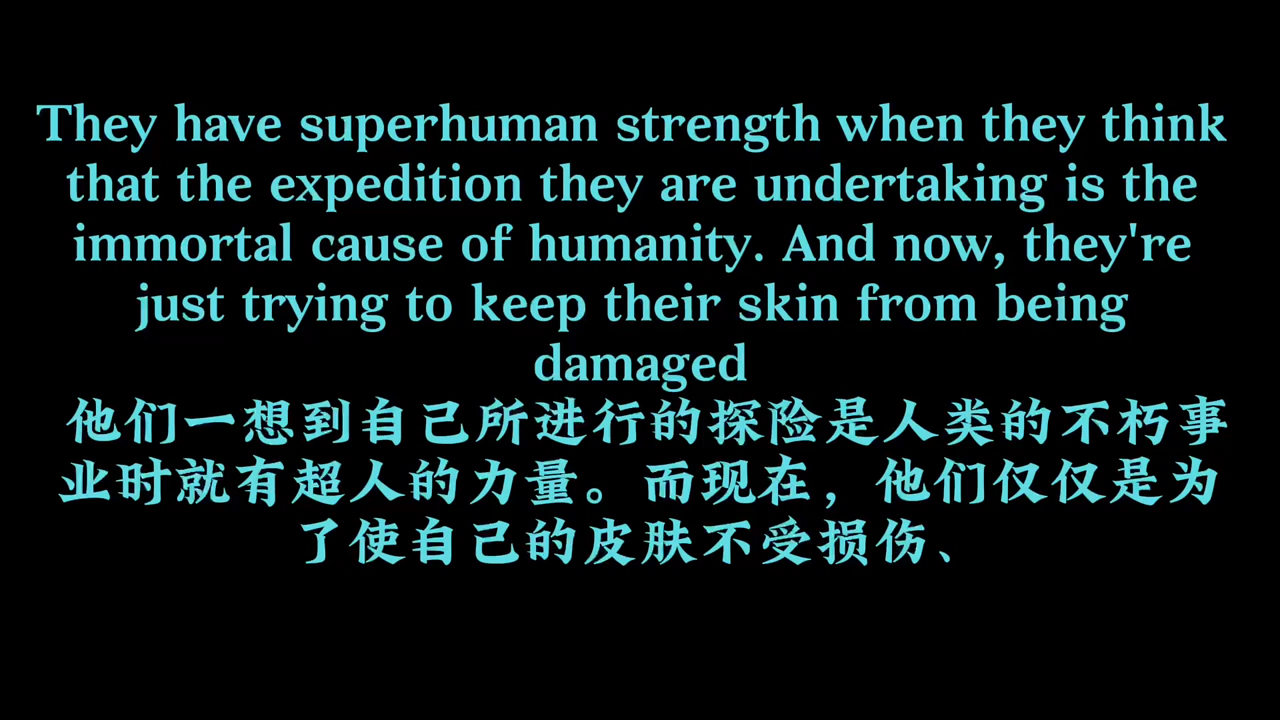 They have superhuman strength when they think
that the expedition they are undertaking is the
immortal cause of humanity. And now, they're
just trying to keep their skin from being
damaged
他们一想到自己所进行的探险是人类的不朽事
业时就有超人的力量。而现在，他们仅仅是为
了使自己的皮肤不受损伤、